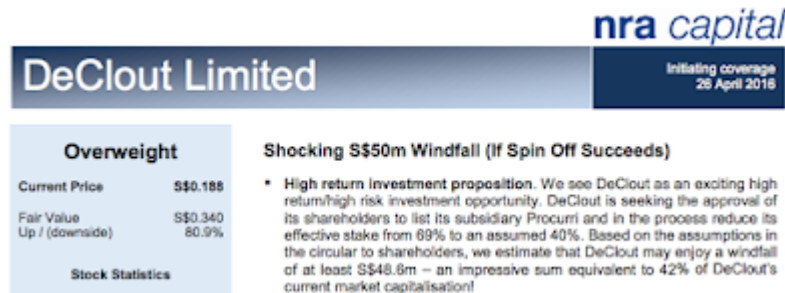 nra capital
DeClout Limited
Initiating coverage
26 April 2016
Overweight
Current Price S$0.188
Fair Value S$0.340
Up / (downside) 80.9%
Stock Statistics
Shocking S$50m Windfall (If Spin Off Succeeds)
• High return investment proposition. We see DeClout as an exciting high
return/high risk investment opportunity. DeClout is seeking the approval of
its shareholders to list its subsidiary Procurri and in the process reduce its
effective stake from 69% to an assumed 40%. Based on the assumptions in
the circular to shareholders, we estimate that DeClout may enjoy a windfall
of at least S$48.6m – an impressive sum equivalent to 42% of DeClout's
current market capitalisation!